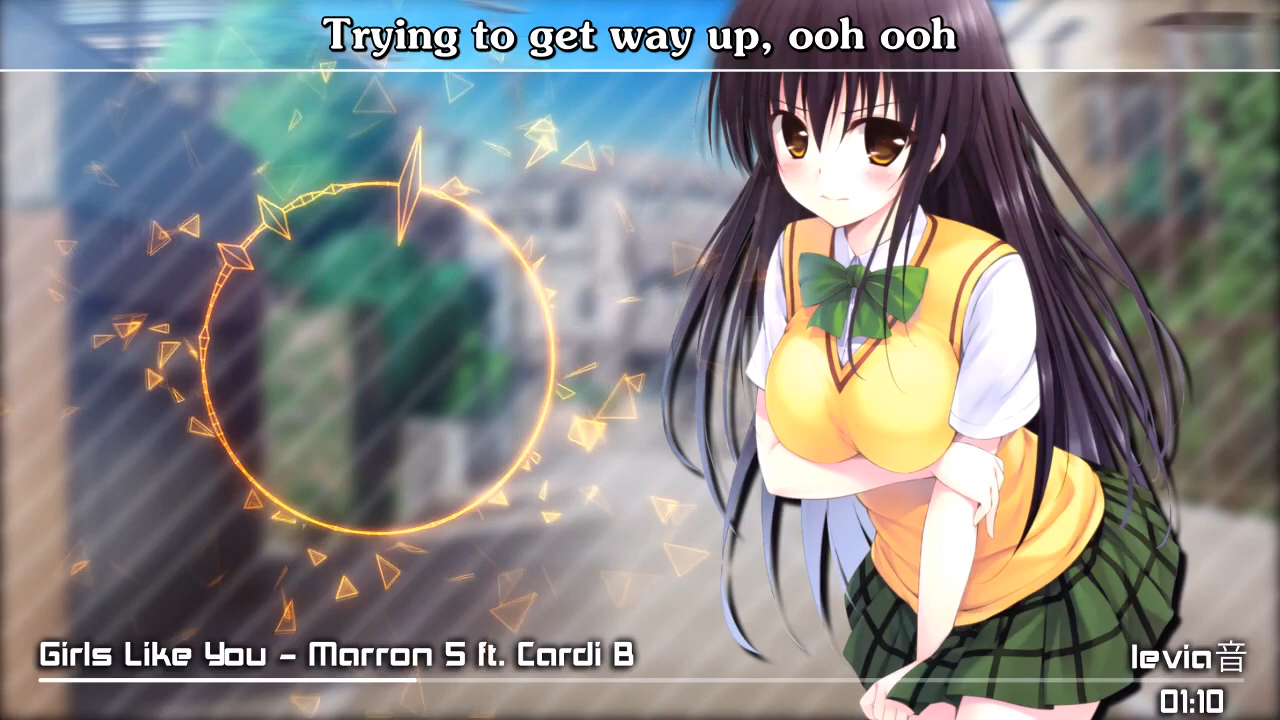 Trying to get way up, ooh ooh
Girls Like You - Marron 5 ft. Cardi B
levia音
01:10